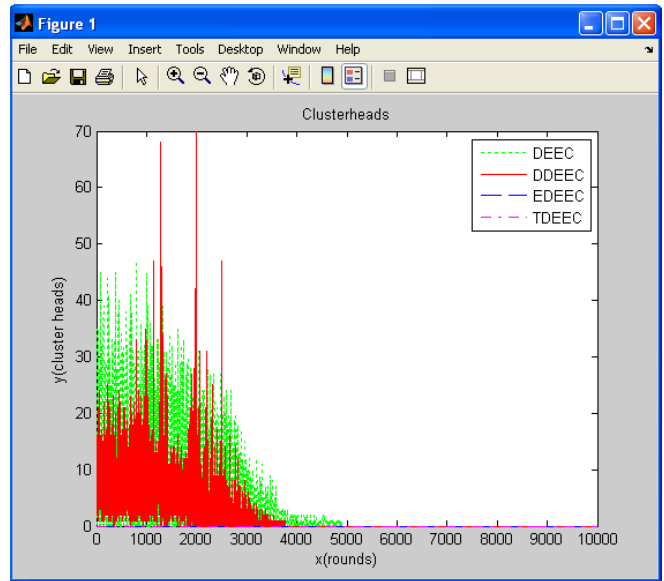 Figure 1
File Edit View Insert Tools Desktop Window Help
Clusterheads
70
60
50
40
30
20
10
0
y(cluster heads)
DEEC
DDEEC
EDEEC
TDEEC
0 1000 2000 3000 4000 5000 6000 7000 8000 9000 10000
x(rounds)